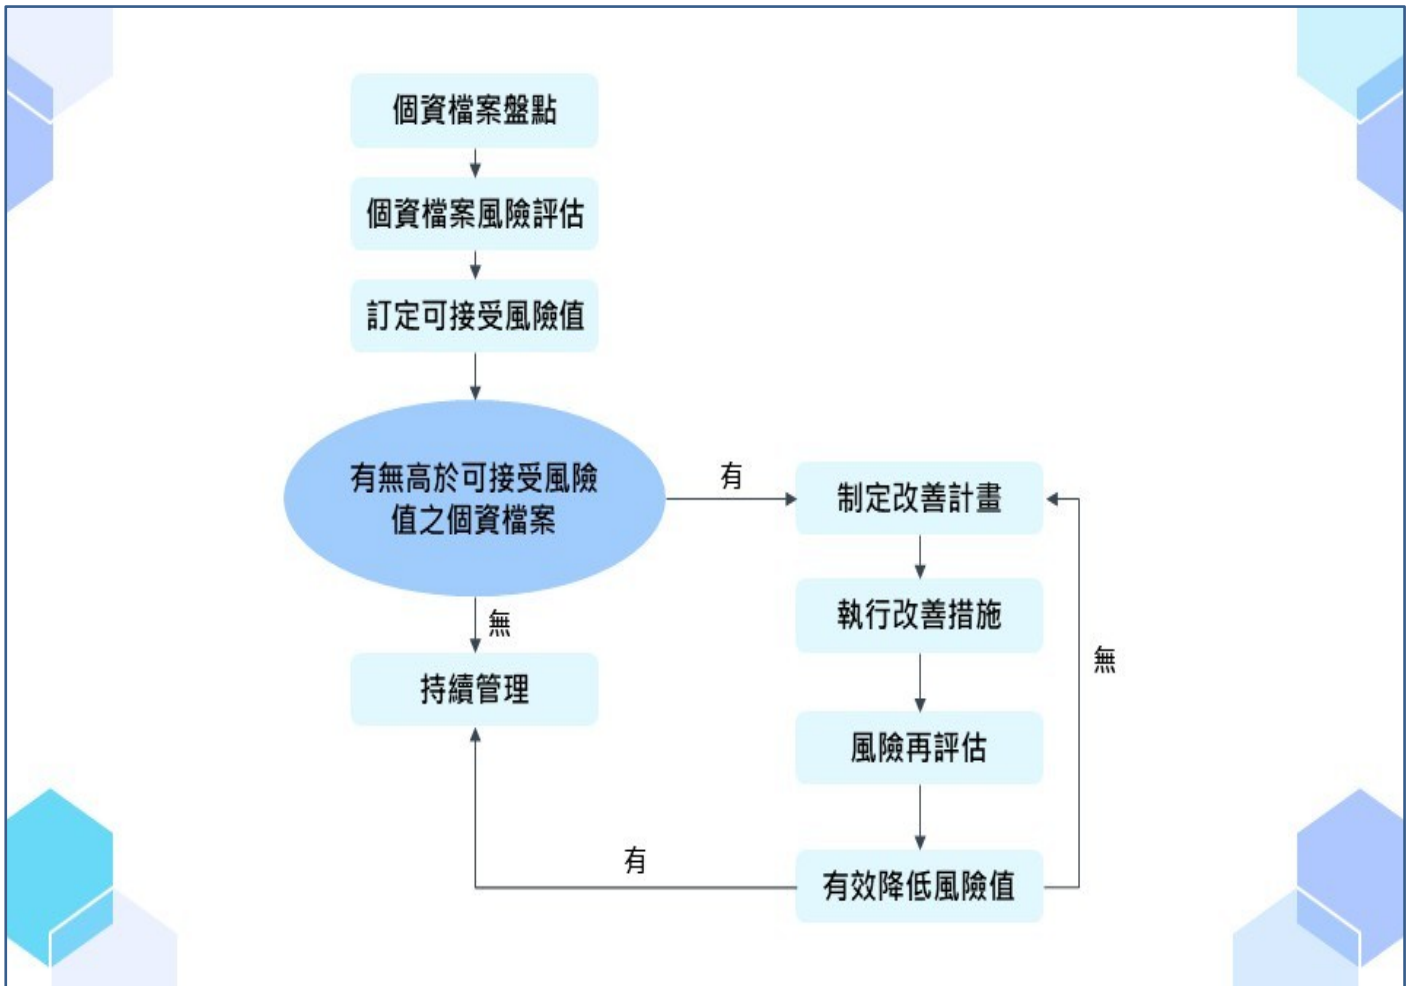 個資檔案盤點
個資檔案風險評估
訂定可接受風險值
有無高於可接受風險
值之個資檔案
有
制定改善計畫
無
執行改善措施
無
持續管理
風險再評估
有
有效降低風險值